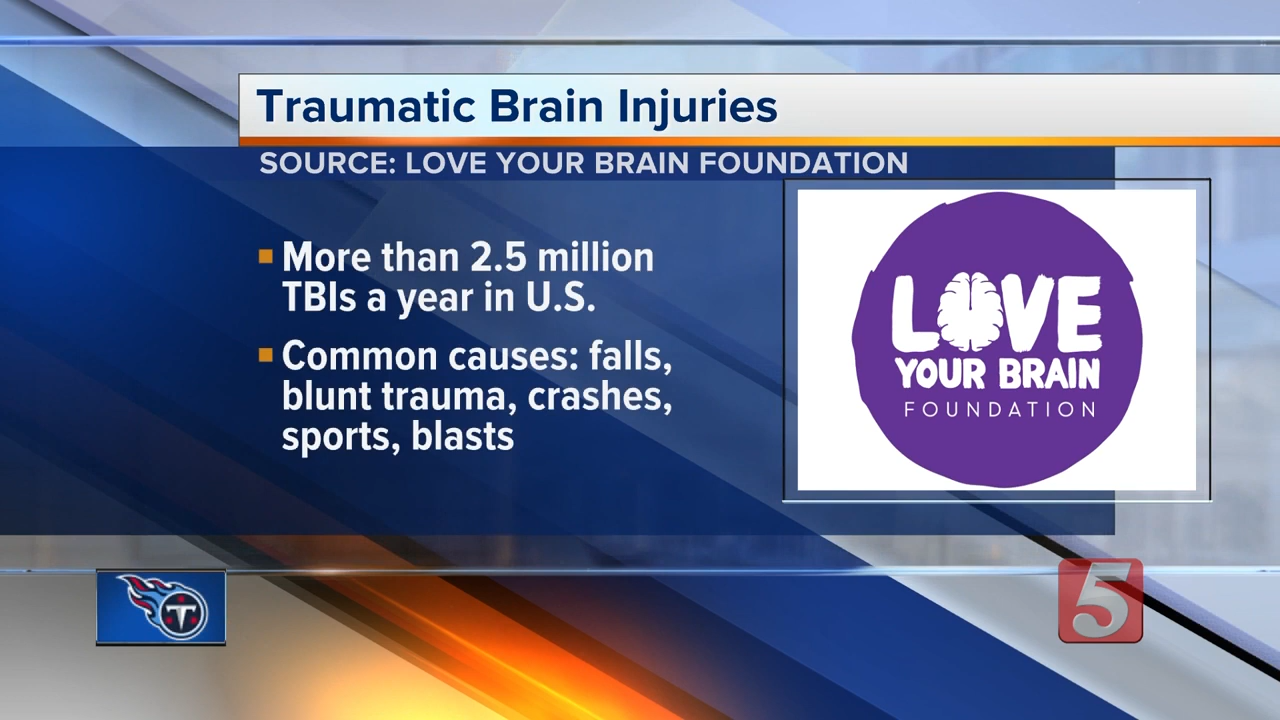 Traumatic Brain Injuries
SOURCE: LOVE YOUR BRAIN FOUNDATION
More than 2.5 million
TBIs a year in U.S.
Common causes: falls,
blunt trauma, crashes,
sports, blasts
LOVE
YOUR BRAIN
FOUNDATION
T
5